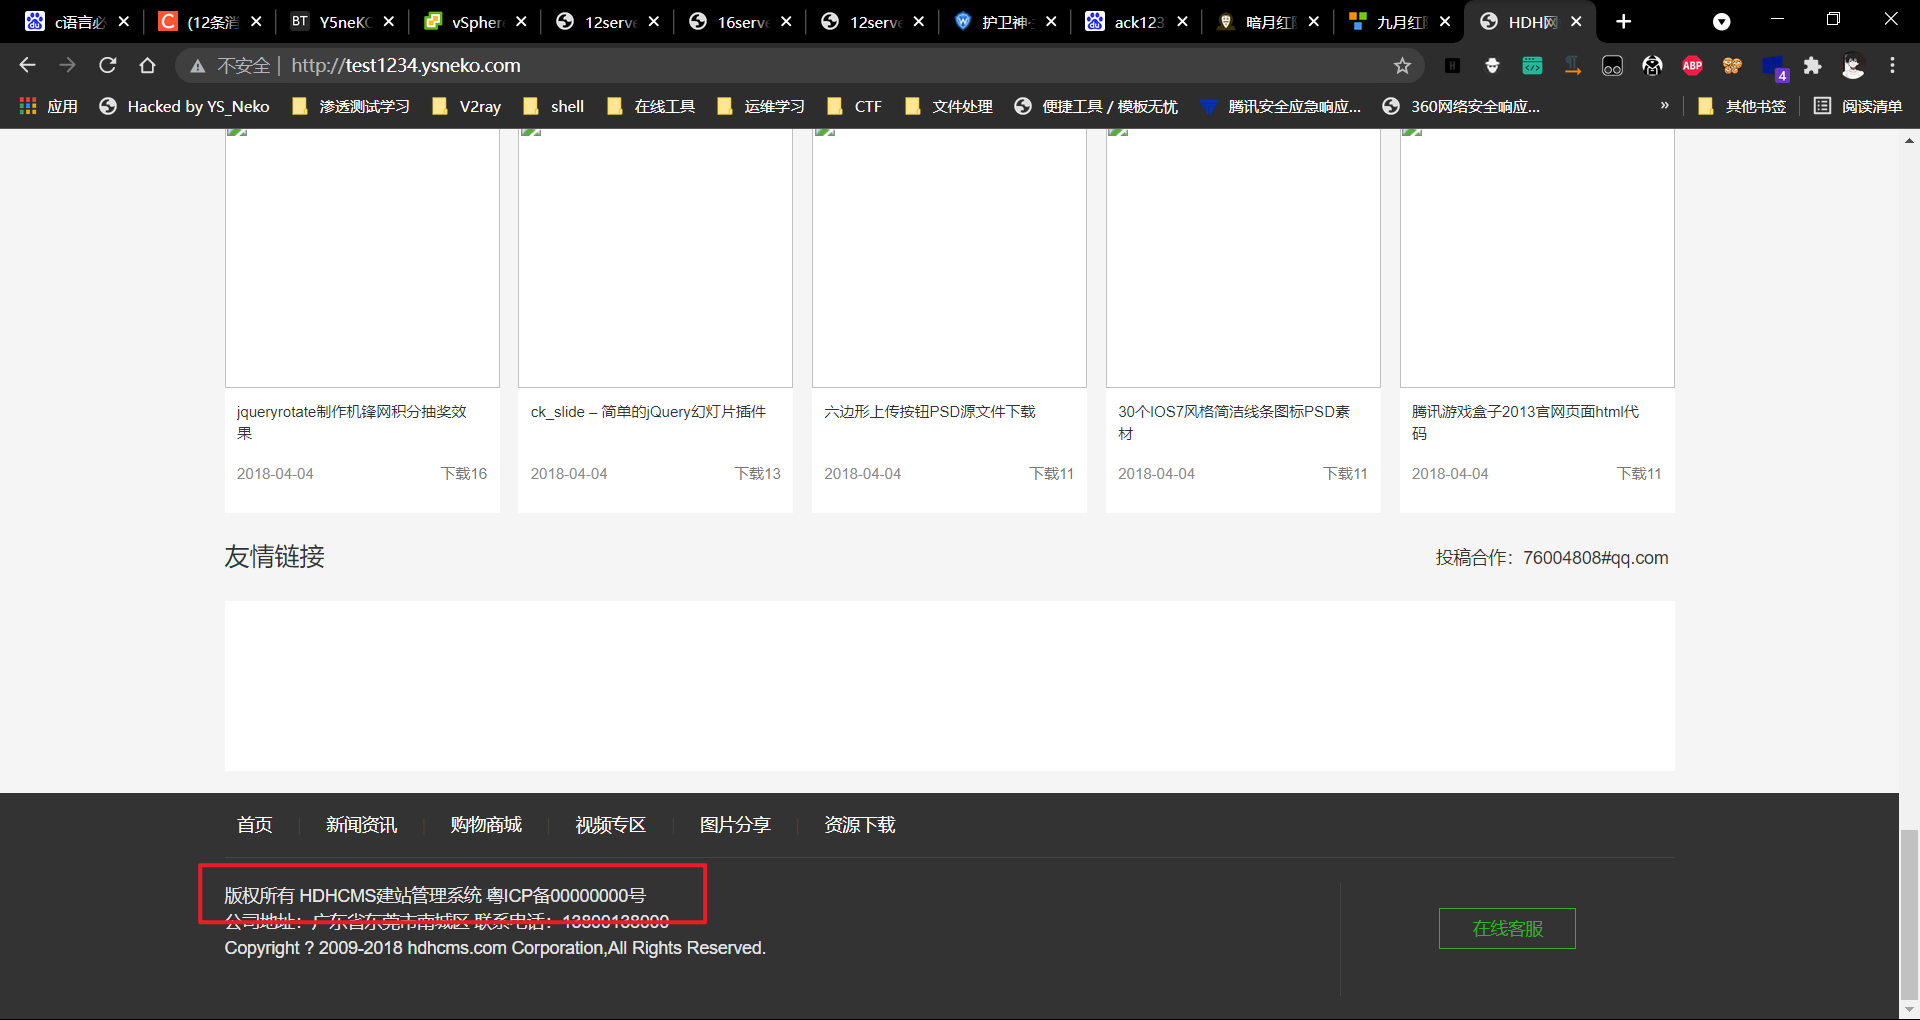 c语言必
(12条消
Y5neKO
vSpher
12serve
16serve
12serve
护卫神
ack123
暗月红
九月红
HDH网
不安全 | http://test1234.ysneko.com
应用 Hacked by YS_Neko 渗透测试学习 V2ray shell 在线工具 运维学习 CTF 文件处理 便捷工具 / 模板无忧 腾讯安全应急响应... 360网络安全响应... » 其他书签 阅读清单
ABP
4
jqueryrotate制作机锋网积分抽奖效
果
2018-04-04 下载16
ck_slide – 简单的jQuery幻灯片插件
2018-04-04 下载13
六边形上传按钮PSD源文件下载
2018-04-04 下载11
30个IOS7风格简洁线条图标PSD素
材
2018-04-04 下载11
腾讯游戏盒子2013官网页面html代
码
2018-04-04 下载11
友情链接
投稿合作：76004808#qq.com
首页 新闻资讯 购物商城 视频专区 图片分享 资源下载
版权所有 HDHCMS建站管理系统 粤ICP备00000000号
公司地址：广东省东莞市南城区 联系电话：13800138000
Copyright ? 2009-2018 hdhcms.com Corporation,All Rights Reserved.
在线客服